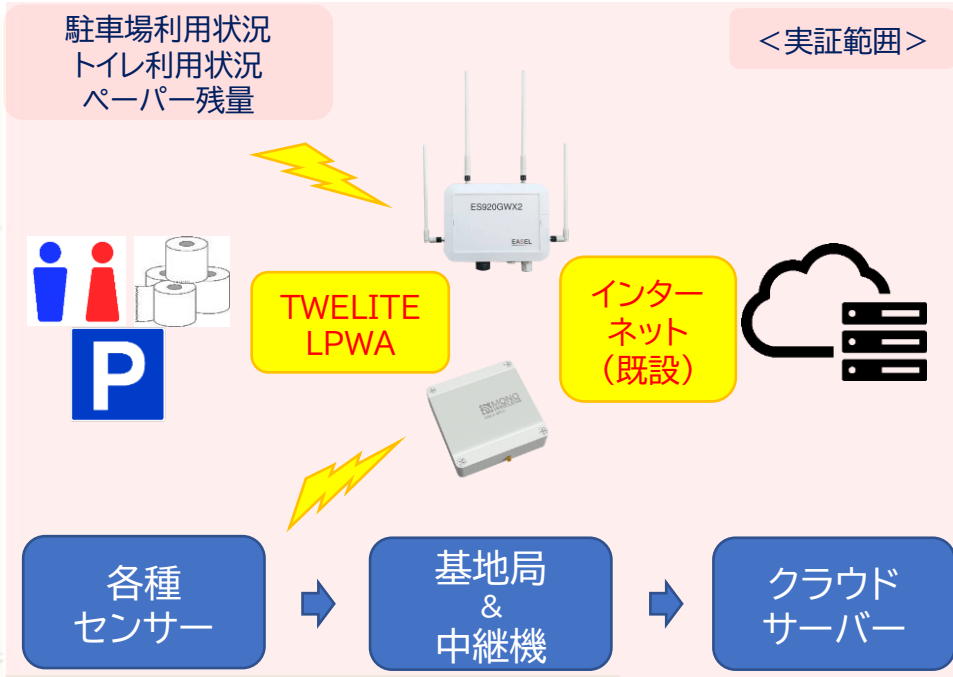 駐車場利用状況
トイレ利用状況
ペーパー残量
＜実証範囲＞
ES920GWX2
EASEL
TWELITE
LPWA
インター
ネット
（既設）
P
MONO
各種
センサー
基地局
&
中継機
クラウド
サーバー